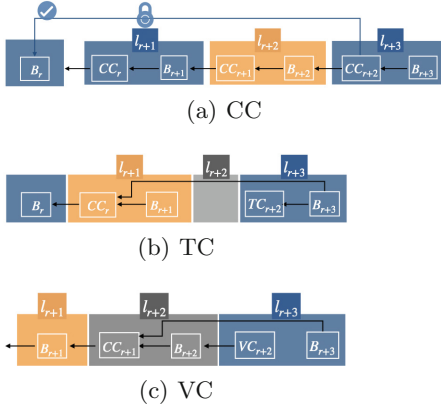 l_{r+1} l_{r+2} l_{r+3}
B_r CC_r B_{r+1} CC_{r+1} B_{r+2} CC_{r+2} B_{r+3}
(a) CC
l_{r+1} l_{r+2} l_{r+3}
B_r CC_r B_{r+1} TC_{r+2} B_{r+3}
(b) TC
l_{r+1} l_{r+2} l_{r+3}
B_{r+1} CC_{r+1} B_{r+2} VC_{r+2} B_{r+3}
(c) VC